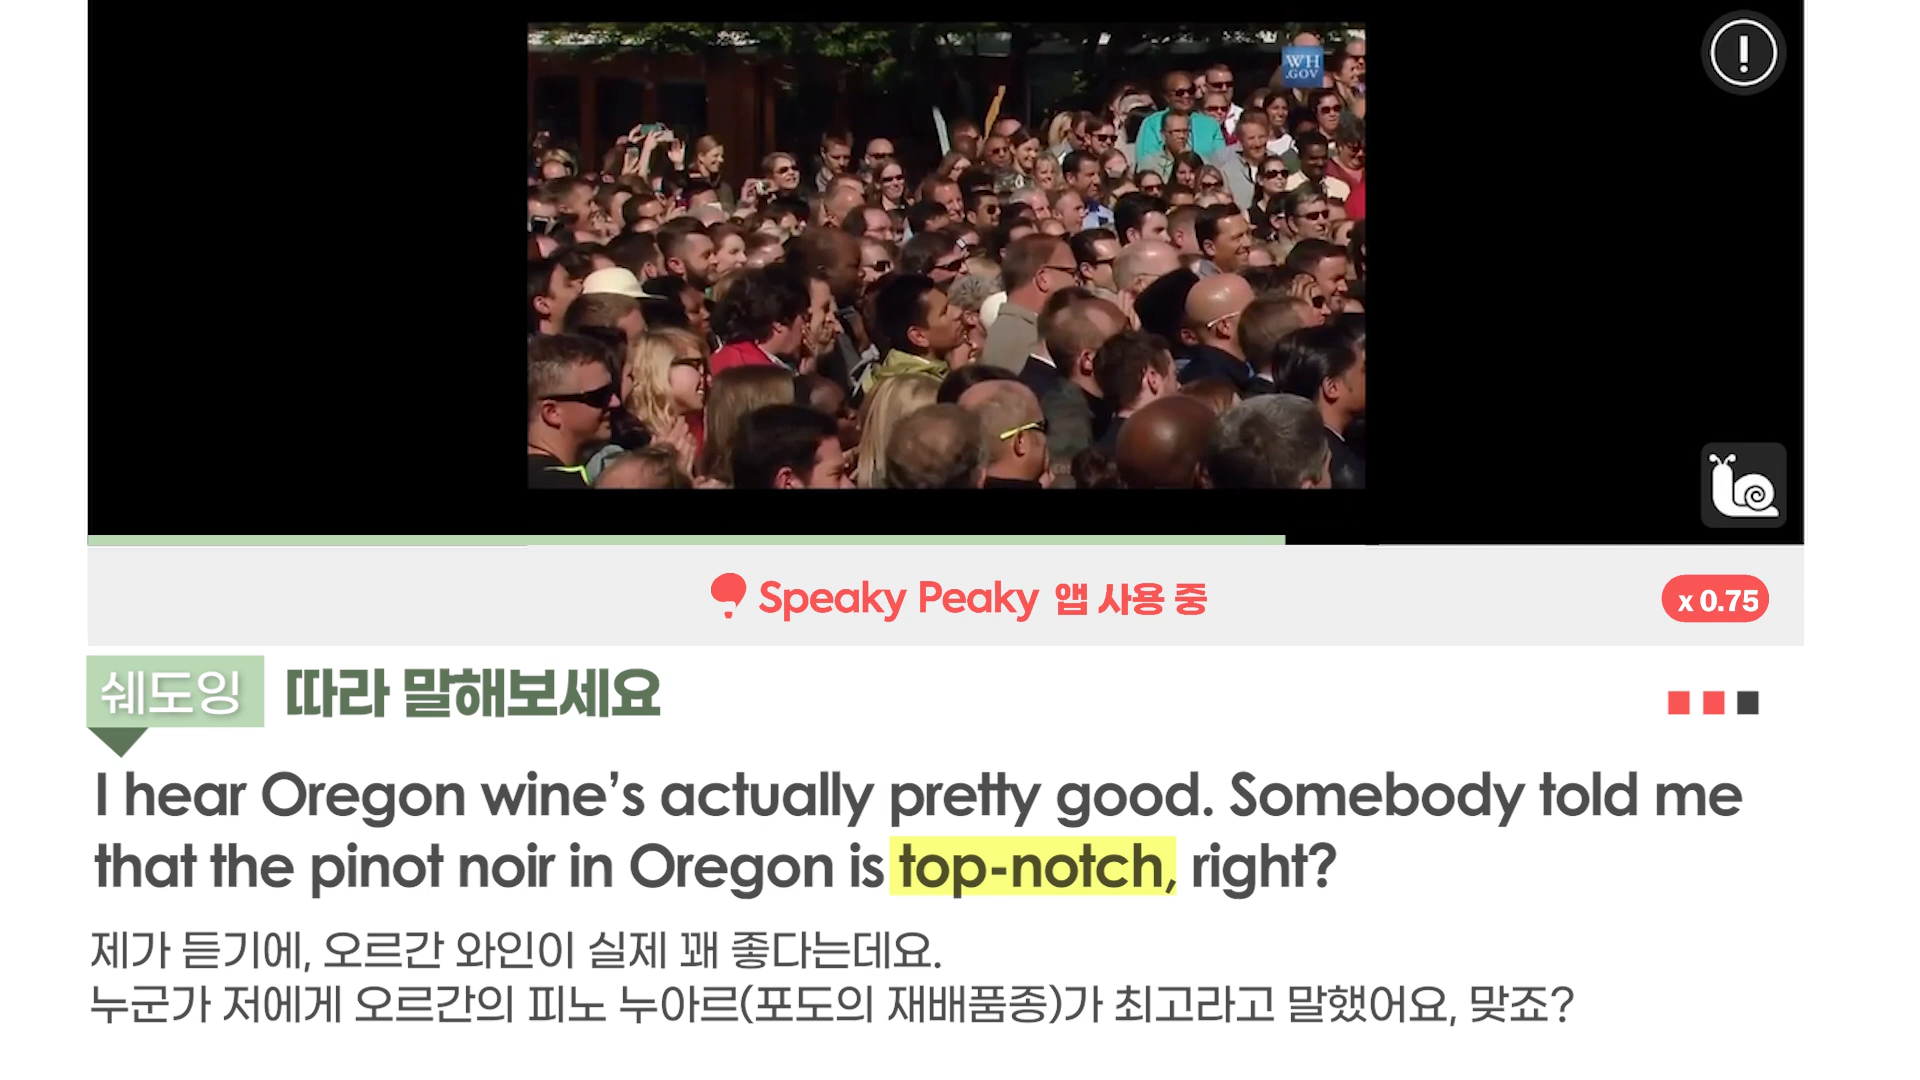 WH
.GOV
!
Speaky Peaky 앱 사용 중
x 0.75
쉐도잉 따라 말해보세요
I hear Oregon wine’s actually pretty good. Somebody told me
that the pinot noir in Oregon is top-notch, right?
제가 듣기에, 오르간 와인이 실제 꽤 좋다는데요.
누군가 저에게 오르간의 피노 누아르(포도의 재배품종)가 최고라고 말했어요, 맞죠?